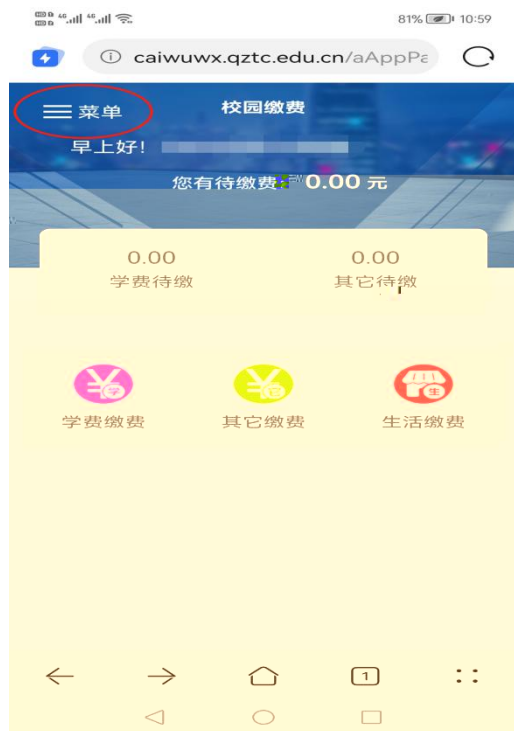 81% 10:59
caiwuwx.qztc.edu.cn/aAppPa
菜单 校园缴费
早上好!
您有待缴费 0.00 元
0.00 0.00
学费待缴 其它待缴
学费缴费 其它缴费 生活缴费
1